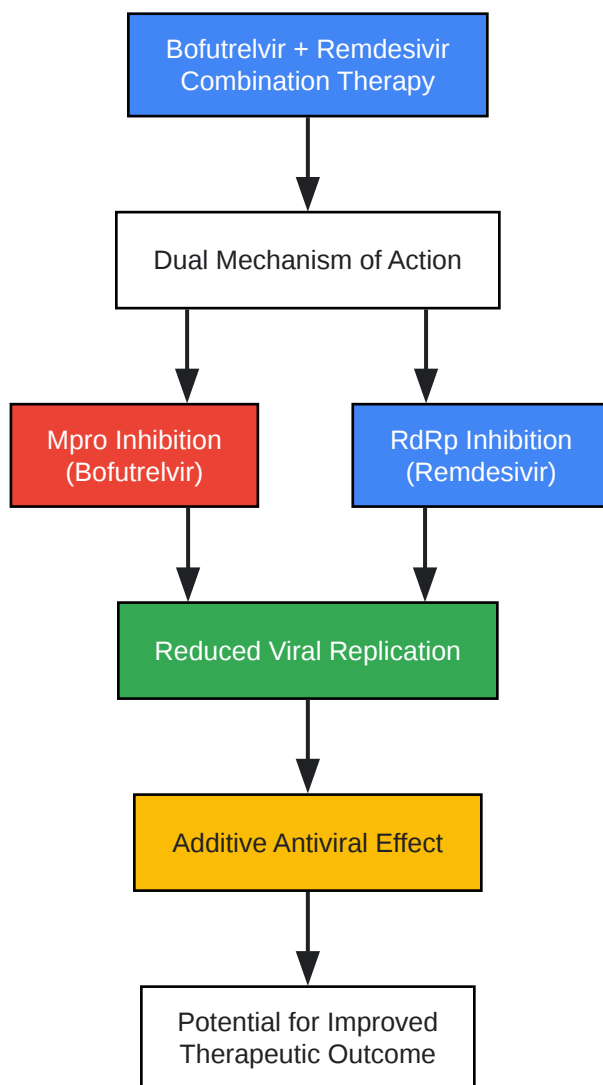 Bofutrelvir + Remdesivir
Combination Therapy
Dual Mechanism of Action
Mpro Inhibition
(Bofutrelvir)
RdRp Inhibition
(Remdesivir)
Reduced Viral Replication
Additive Antiviral Effect
Potential for Improved
Therapeutic Outcome